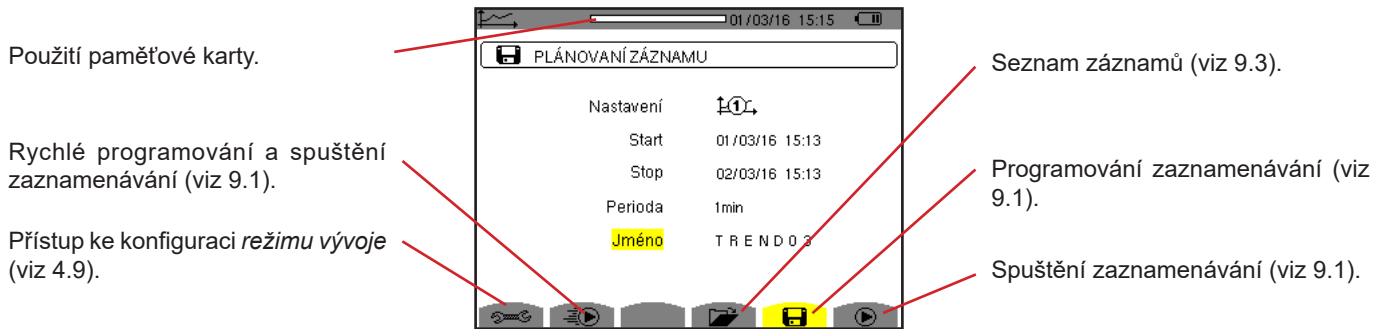 01/03/16 15:15
Použití paměťové karty.
Rychlé programování a spuštění
zaznamenávání (viz 9.1).
Přístup ke konfiguraci režimu vývoje
(viz 4.9).
PLÁNOVANÍ ZÁZNAMU
Nastavení 1
Start 01/03/16 15:13
Stop 02/03/16 15:13
Perioda 1min
Jméno TREND03
Seznam záznamů (viz 9.3).
Programování zaznamenávání (viz
9.1).
Spuštění zaznamenávání (viz 9.1).